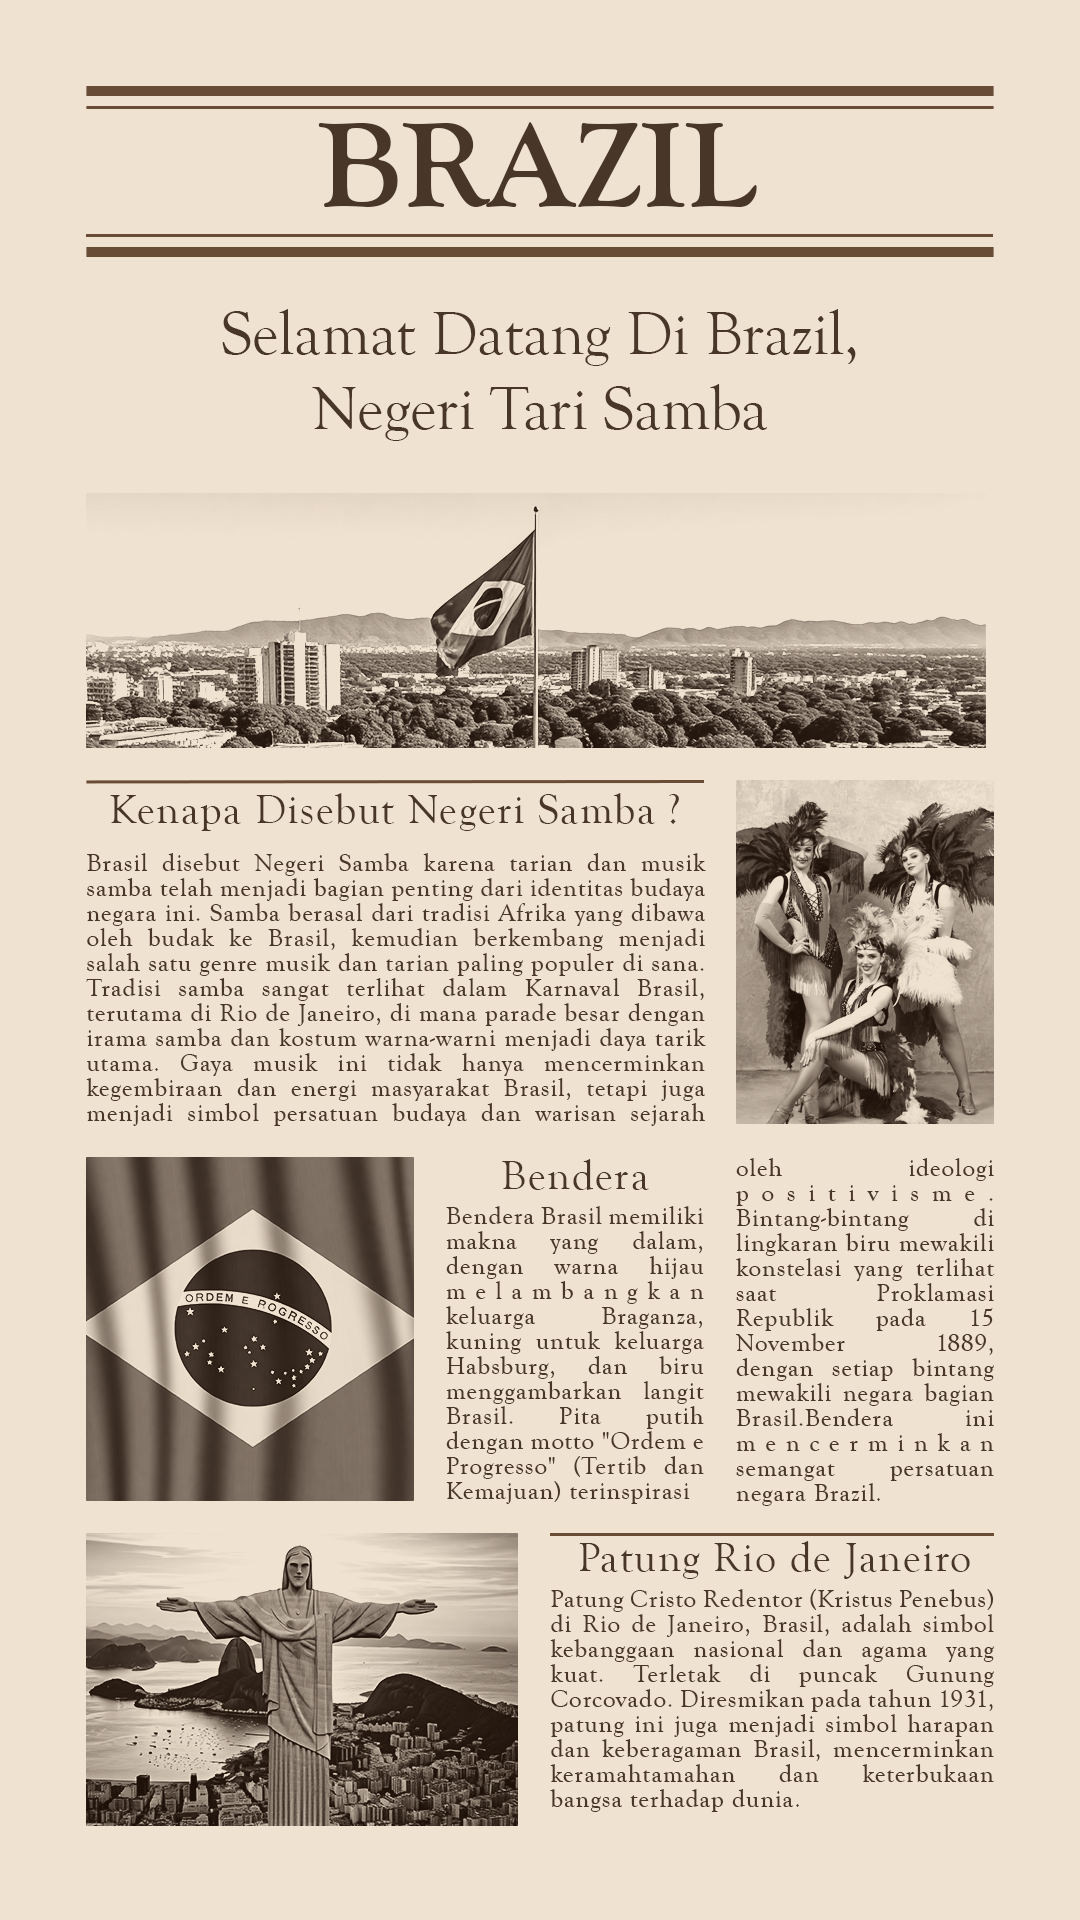 BRAZIL
Selamat Datang Di Brazil,
Negeri Tari Samba
Kenapa Disebut Negeri Samba ?
Brasil disebut Negeri Samba karena tarian dan musik
samba telah menjadi bagian penting dari identitas budaya
negara ini. Samba berasal dari tradisi Afrika yang dibawa
oleh budak ke Brasil, kemudian berkembang menjadi
salah satu genre musik dan tarian paling populer di sana.
Tradisi samba sangat terlihat dalam Karnaval Brasil,
terutama di Rio de Janeiro, di mana parade besar dengan
irama samba dan kostum warna-warni menjadi daya tarik
utama. Gaya musik ini tidak hanya mencerminkan
kegembiraan dan energi masyarakat Brasil, tetapi juga
menjadi simbol persatuan budaya dan warisan sejarah
ORDEM E ROGRESSO
Bendera
Bendera Brasil memiliki
makna yang dalam,
dengan warna hijau
melambangkan
keluarga Braganza,
kuning untuk keluarga
Habsburg, dan biru
menggambarkan langit
Brasil. Pita putih
dengan motto "Ordem e
Progresso" (Tertib dan
Kemajuan) terinspirasi
oleh ideologi
positivisme.
Bintang-bintang di
lingkaran biru mewakili
konstelasi yang terlihat
saat Proklamasi
Republik pada 15
November 1889,
dengan setiap bintang
mewakili negara bagian
Brasil.Bendera ini
mencerminkan
semangat persatuan
negara Brazil.
Patung Rio de Janeiro
Patung Cristo Redentor (Kristus Penebus)
di Rio de Janeiro, Brasil, adalah simbol
kebanggaan nasional dan agama yang
kuat. Terletak di puncak Gunung
Corcovado. Diresmikan pada tahun 1931,
patung ini juga menjadi simbol harapan
dan keberagaman Brasil, mencerminkan
keramahtamahan dan keterbukaan
bangsa terhadap dunia.